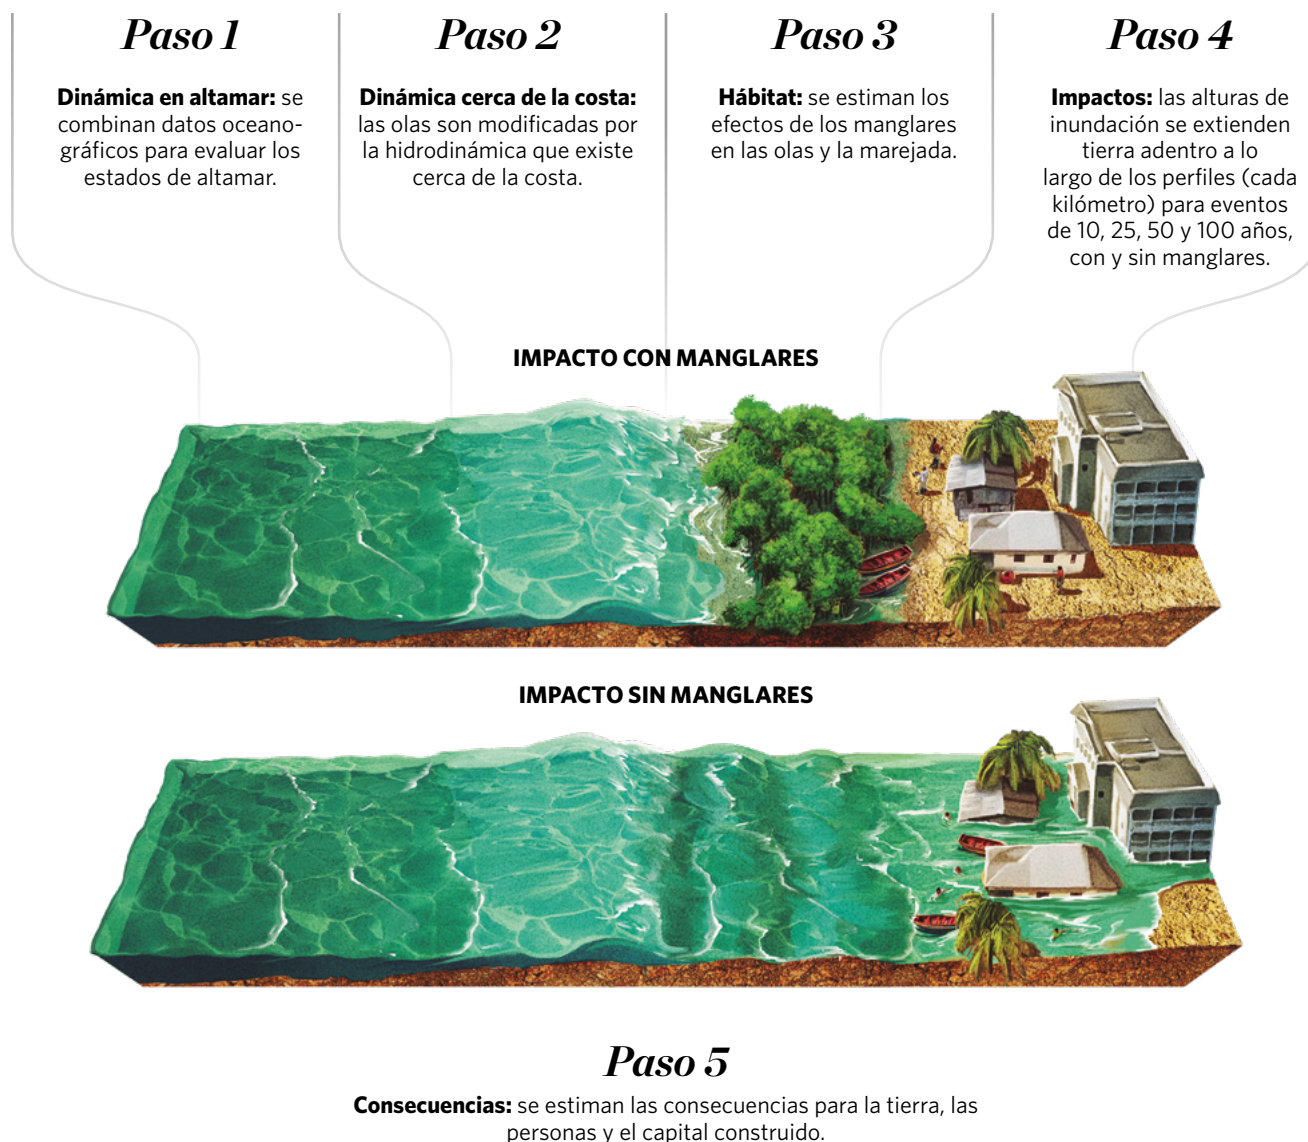 Paso 1
Dinámica en altamar: se
combinan datos oceano-
gráficos para evaluar los
estados de altamar.
Paso 2
Dinámica cerca de la costa:
las olas son modificadas por
la hidrodinámica que existe
cerca de la costa.
Paso 3
Hábitat: se estiman los
efectos de los manglares
en las olas y la marejada.
Paso 4
Impactos: las alturas de
inundación se extienden
tierra adentro a lo
largo de los perfiles (cada
kilómetro) para eventos
de 10, 25, 50 y 100 años,
con y sin manglares.
IMPACTO CON MANGLARES
IMPACTO SIN MANGLARES
Paso 5
Consecuencias: se estiman las consecuencias para la tierra, las
personas y el capital construido.